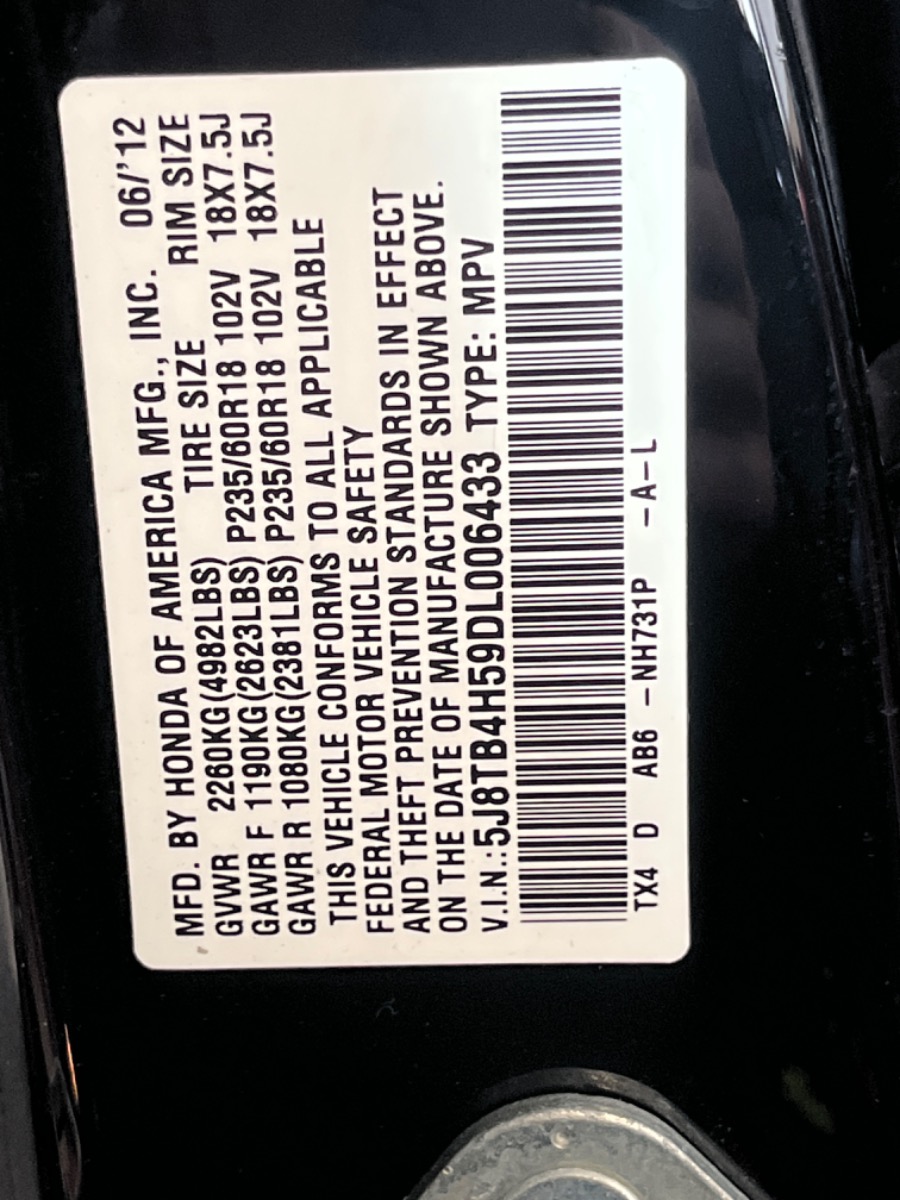 MFD. BY HONDA OF AMERICA MFG., INC. 06/'12
GVWR 2260KG(4982LBS) TIRE SIZE RIM SIZE
GAWR F 1190KG(2623LBS) P235/60R18 102V 18X7.5J
GAWR R 1080KG(2381LBS) P235/60R18 102V 18X7.5J
THIS VEHICLE CONFORMS TO ALL APPLICABLE
FEDERAL MOTOR VEHICLE SAFETY
AND THEFT PREVENTION STANDARDS IN EFFECT
ON THE DATE OF MANUFACTURE SHOWN ABOVE.
V.I.N.:5J8TB4H59DL006433 TYPE: MPV
TX4 D AB6 -NH731P -A-L